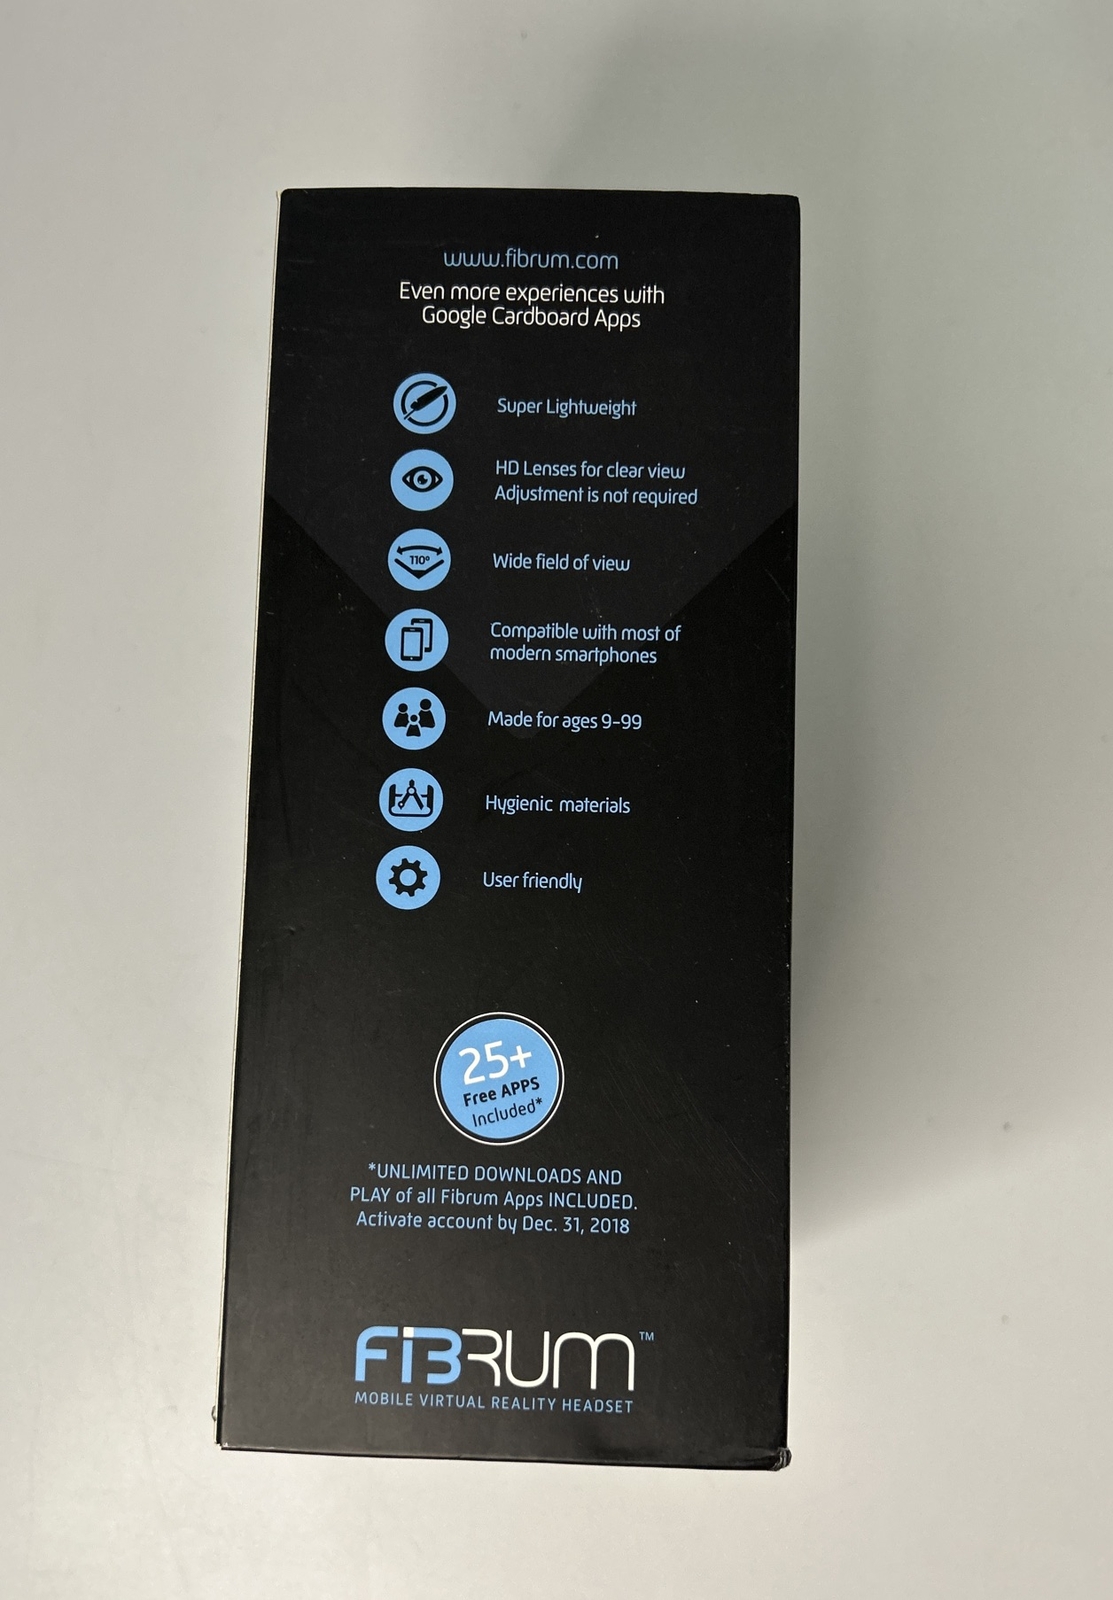 www.fibrum.com
Even more experiences with
Google Cardboard Apps
Super Lightweight
HD Lenses for clear view
Adjustment is not required
110°
Wide field of view
Compatible with most of
modern smartphones
Made for ages 9-99
Hygienic materials
User friendly
25+
Free APPS
Included*
*UNLIMITED DOWNLOADS AND
PLAY of all Fibrum Apps INCLUDED.
Activate account by Dec. 31, 2018
FIBRUM™
MOBILE VIRTUAL REALITY HEADSET